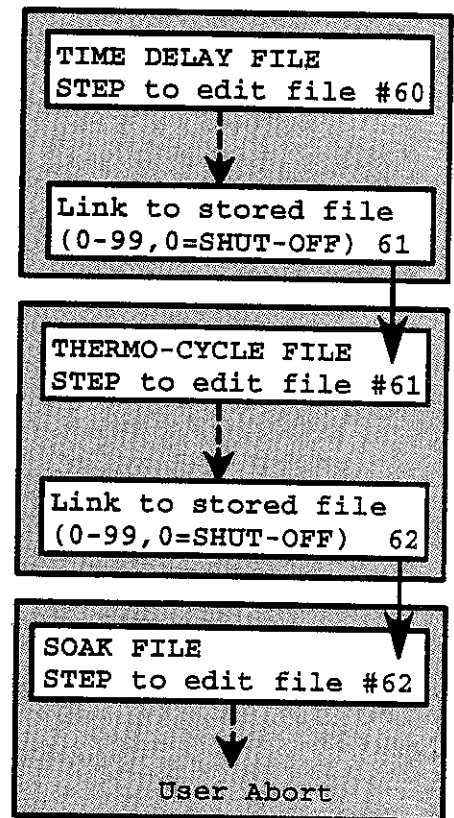 TIME DELAY FILE
STEP to edit file #60
Link to stored file
(0-99,0=SHUT-OFF) 61
THERMO-CYCLE FILE
STEP to edit file #61
Link to stored file
(0-99,0=SHUT-OFF) 62
SOAK FILE
STEP to edit file #62
User Abort